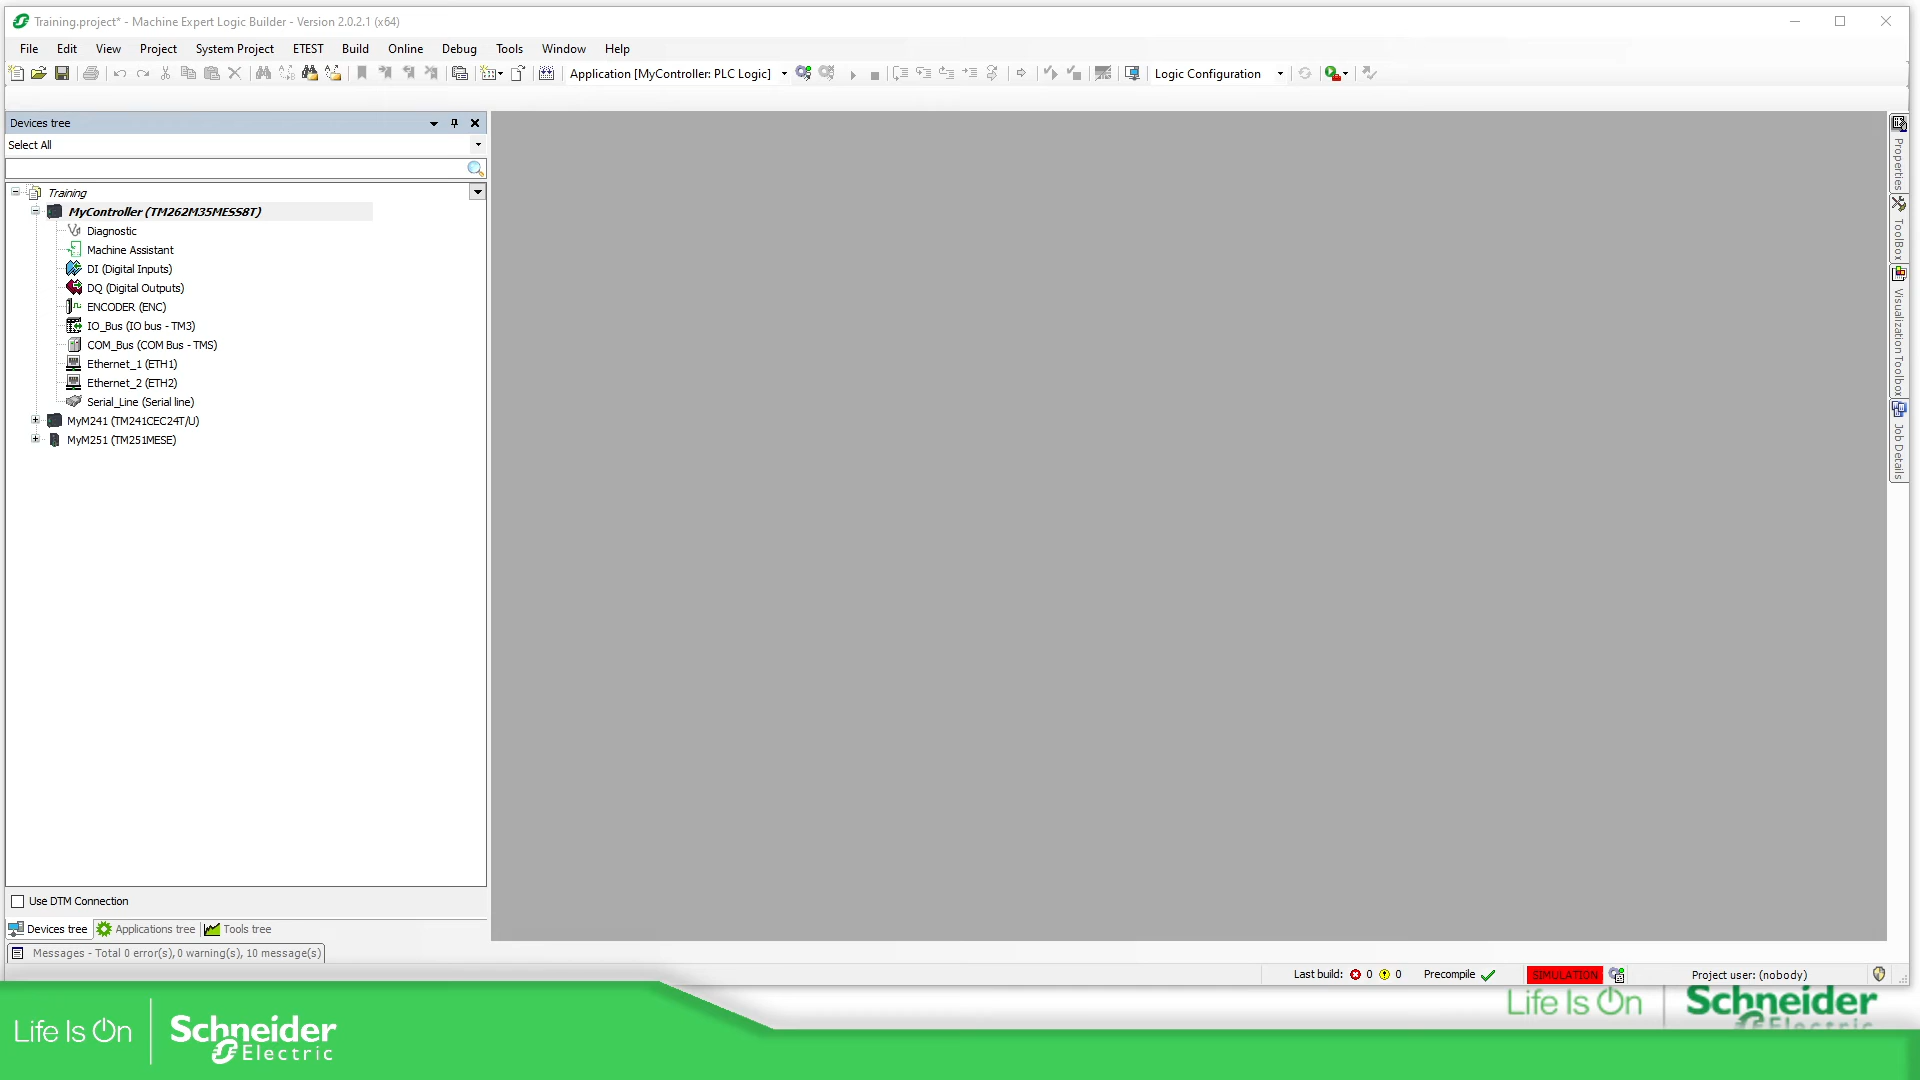 Training.project* - Machine Expert Logic Builder - Version 2.0.2.1 (x64)
File Edit View Project System Project ETEST Build Online Debug Tools Window Help
Application [MyController: PLC Logic] Logic Configuration
Devices tree
Select All
Training
MyController (TM262M35MESS8T)
Diagnostic
Machine Assistant
DI (Digital Inputs)
DQ (Digital Outputs)
ENCODER (ENC)
IO_Bus (IO bus - TM3)
COM_Bus (COM Bus - TMS)
Ethernet_1 (ETH1)
Ethernet_2 (ETH2)
Serial_Line (Serial line)
MyM241 (TM241CEC24T/U)
MyM251 (TM251MESE)
Properties
ToolBox
Visualization Toolbox
Job Details
Use DTM Connection
Devices tree Applications tree Tools tree
Messages - Total 0 error(s), 0 warning(s), 10 message(s)
Last build: 0 0 Precompile SIMULATION Project user: (nobody)
Life Is On Schneider Electric
Life Is On Schneider Electric